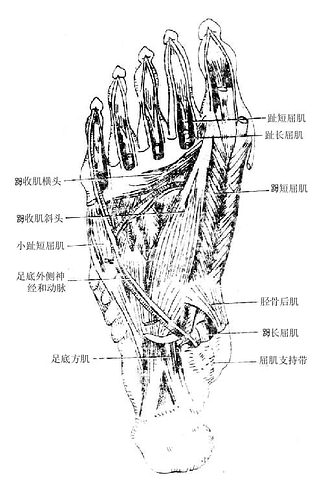 趾短屈肌
趾长屈肌
𧿹收肌横头
𧿹短屈肌
𧿹收肌斜头
小趾短屈肌
足底外侧神
经和动脉
胫骨后肌
𧿹长屈肌
足底方肌
屈肌支持带